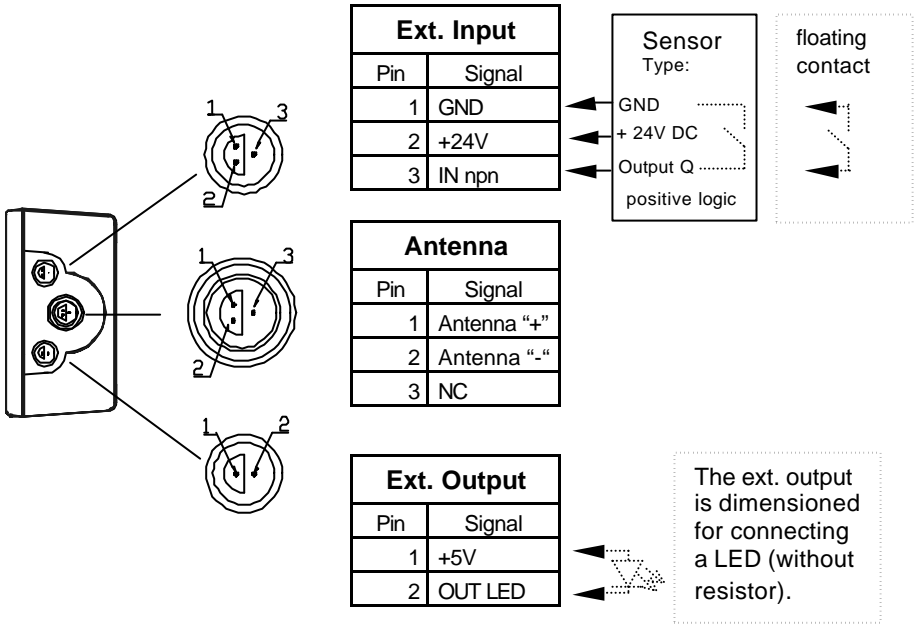 Ext. Input
Pin Signal
1 GND
2 +24V
3 IN npn
Sensor
Type:
GND
+ 24V DC
Output Q
positive logic
floating
contact
1
3
2
Antenna
Pin Signal
1 Antenna “+”
2 Antenna “-“
3 NC
1
3
2
Ext. Output
Pin Signal
1 +5V
2 OUT LED
1
2
The ext. output
is dimensioned
for connecting
a LED (without
resistor).